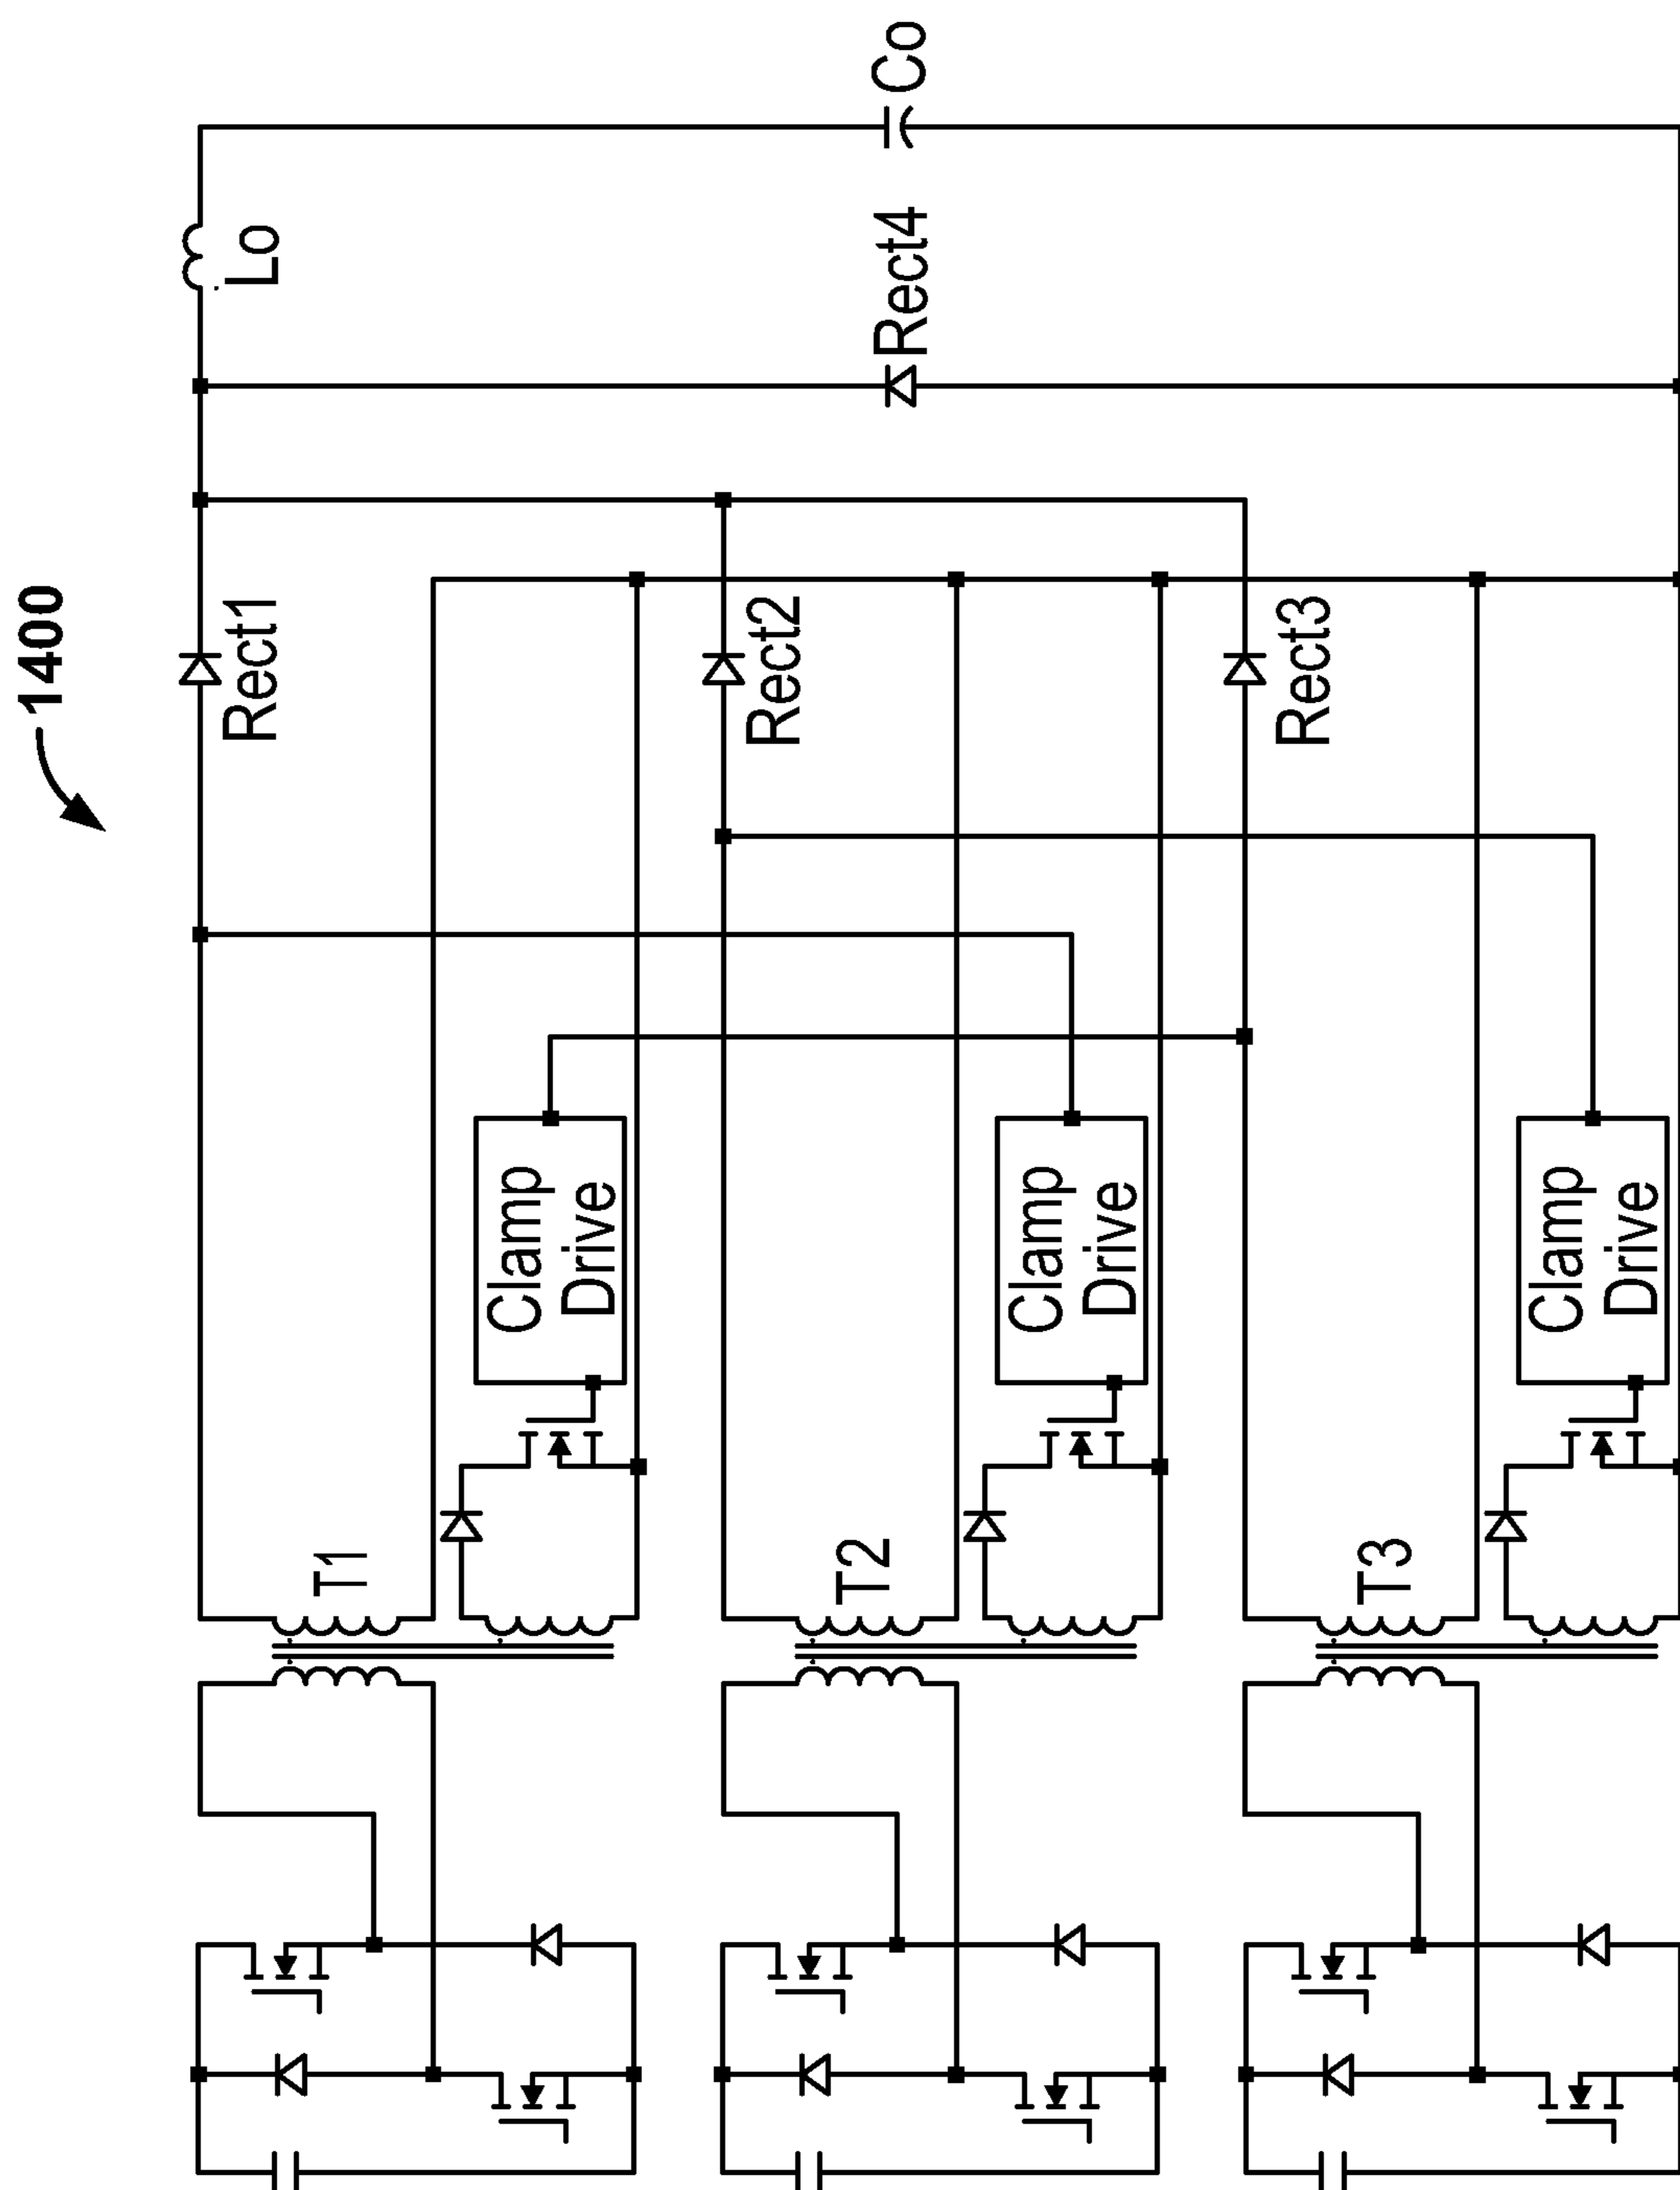 1400
Co
Lo
Rect4
Rect1
Rect2
Rect3
Clamp
Drive
Clamp
Drive
Clamp
Drive
T1
T2
T3